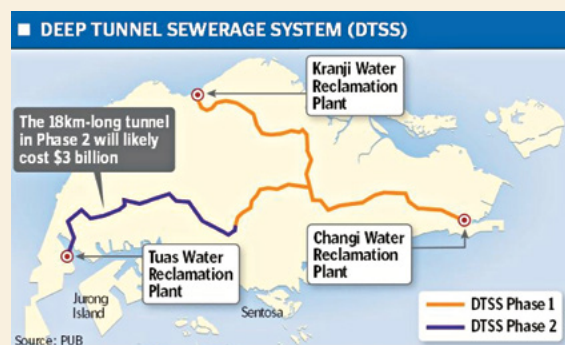 DEEP TUNNEL SEWERAGE SYSTEM (DTSS)
Kranji Water
Reclamation
Plant
The 18km-long tunnel
in Phase 2 will likely
cost $3 billion
Tuas Water
Reclamation
Plant
Changi Water
Reclamation
Plant
Jurong
Island
Sentosa
DTSS Phase 1
DTSS Phase 2
Source: PUB